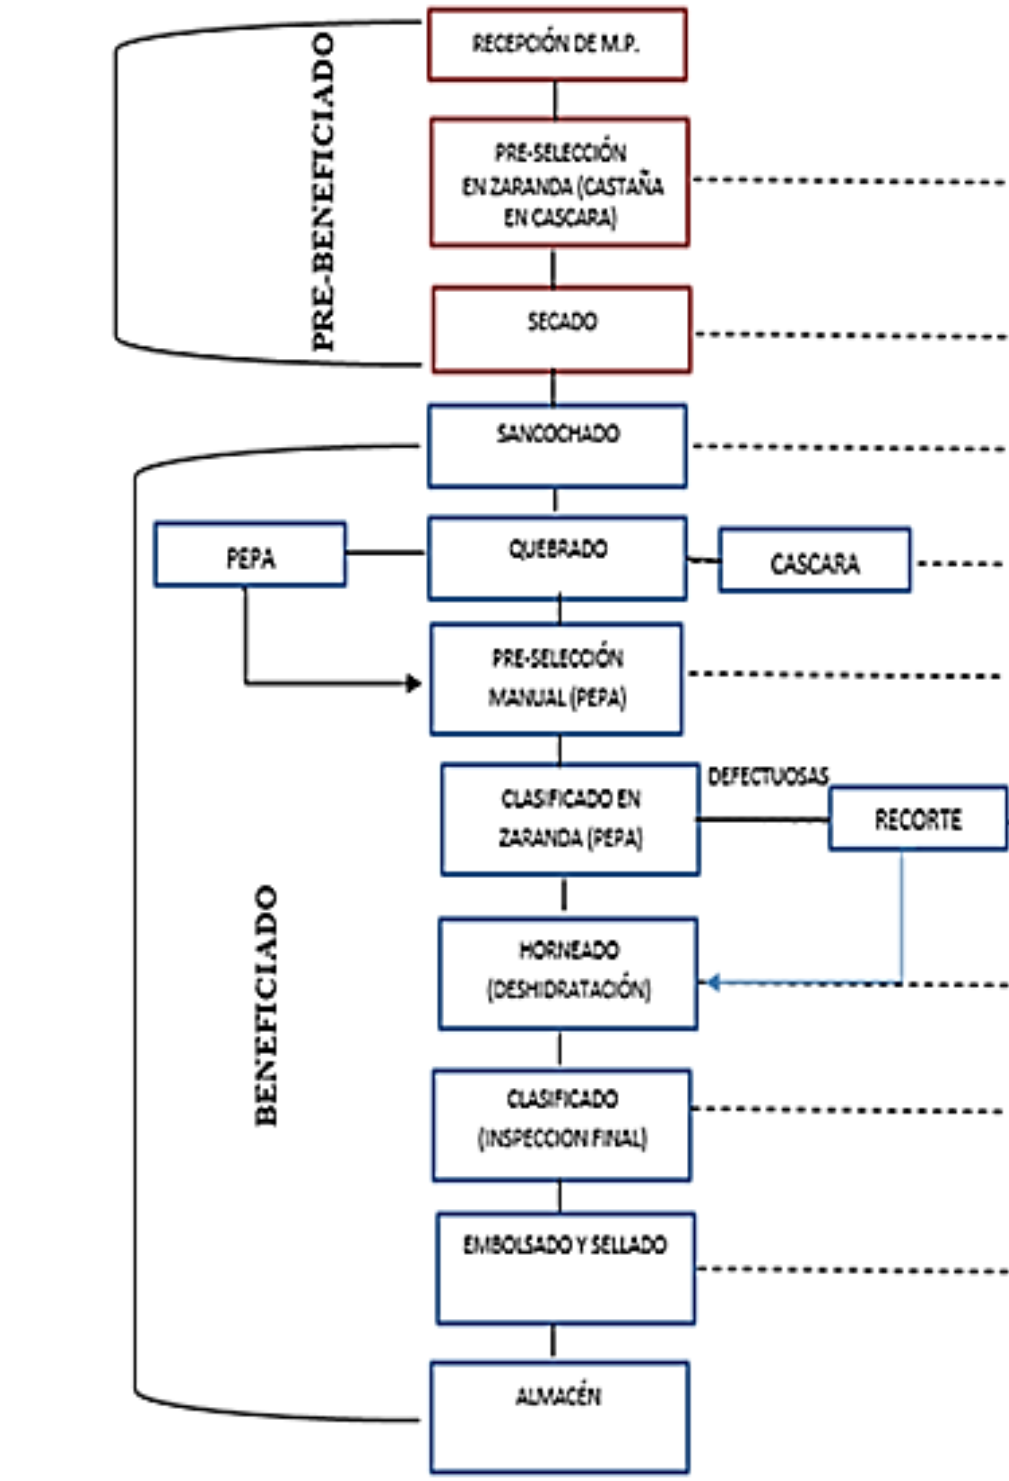 PRE-BENEFICIADO
RECEPCIÓN DE M.P.
PRE-SELECCIÓN
EN ZARANDA (CASTAÑA
EN CASCARA)
SECADO
BENEFICIADO
SANCOCHADO
PEPA
QUEBRADO
CASCARA
PRE-SELECCIÓN
MANUAL (PEPA)
CLASIFICADO EN
ZARANDA (PEPA)
DEFECTUOSAS
RECORTE
HORNEADO
(DESHIDRATACIÓN)
CLASIFICADO
(INSPECCION FINAL)
EMBOLSADO Y SELLADO
ALMACÉN